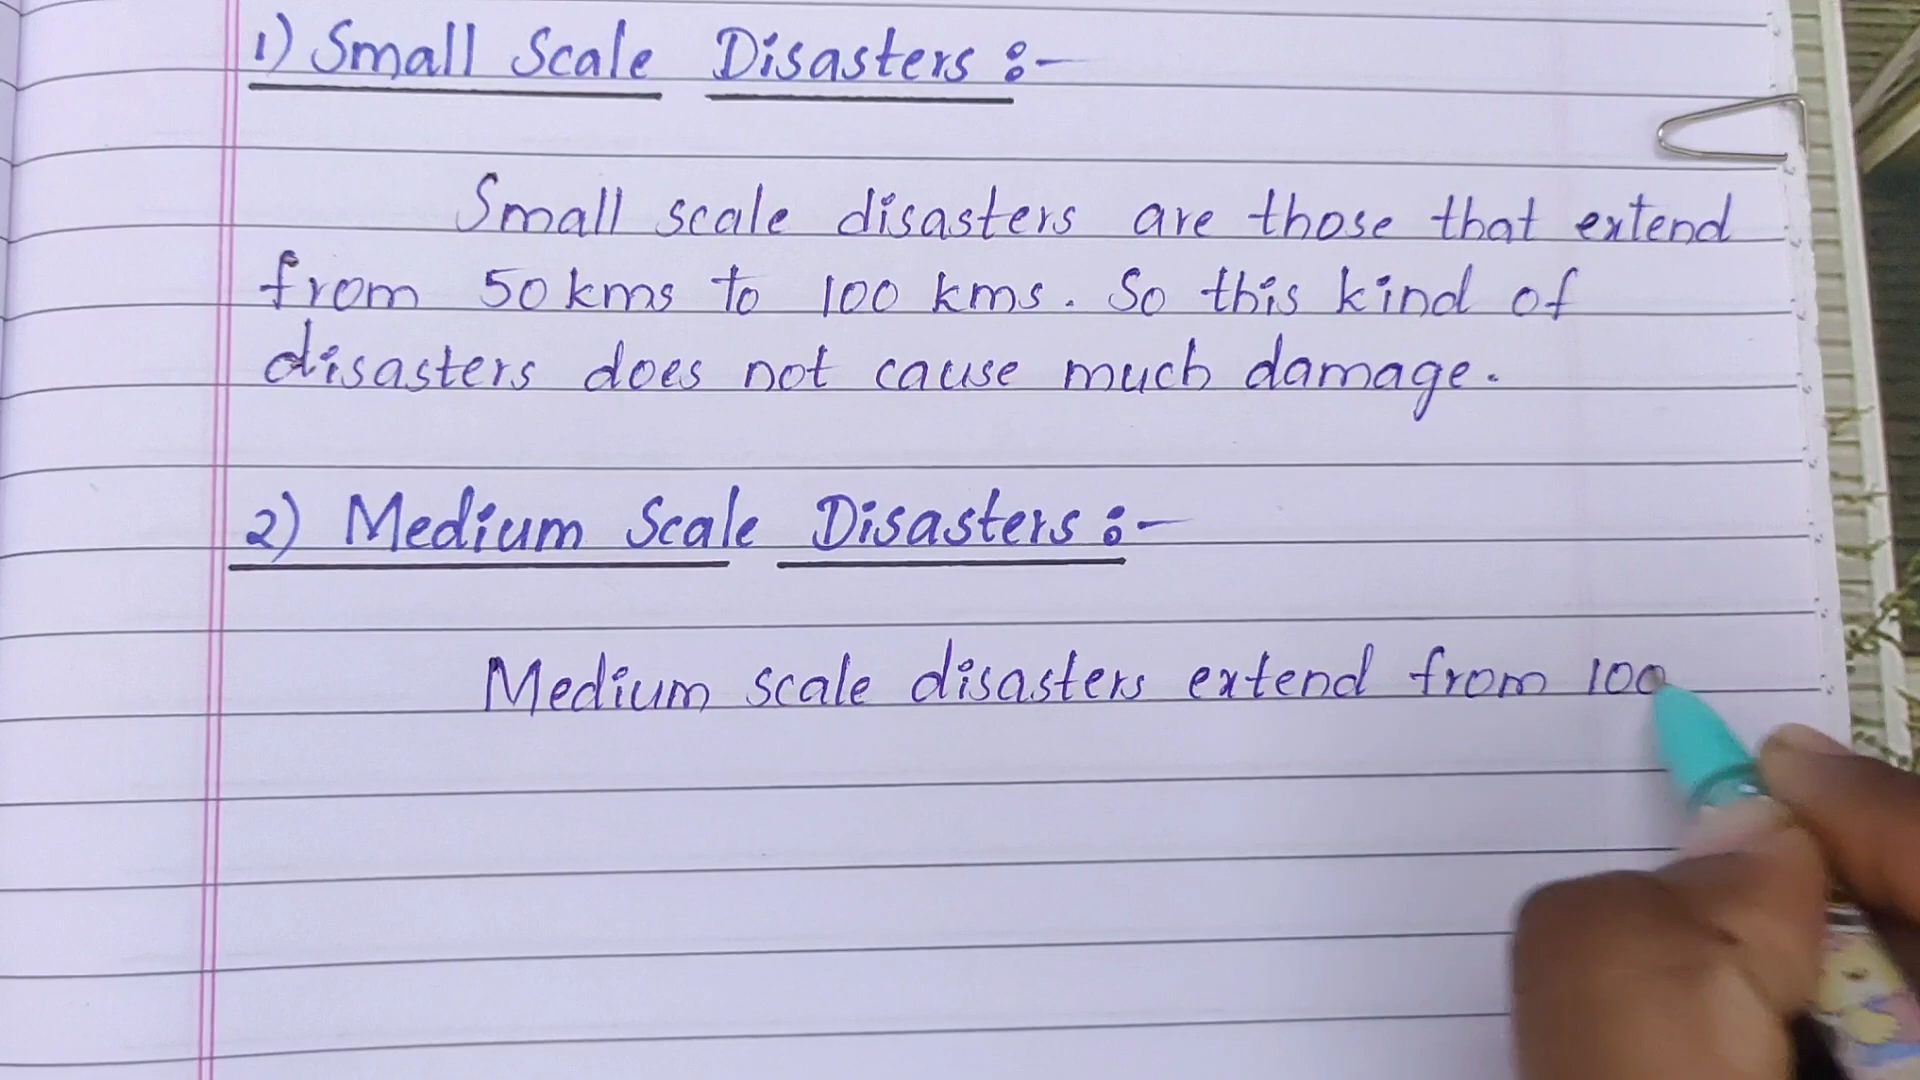 1) Small Scale Disasters :-
Small scale disasters are those that extend
from 50 kms to 100 kms. So this kind of
disasters does not cause much damage.
2) Medium Scale Disasters :-
Medium scale disasters extend from 100